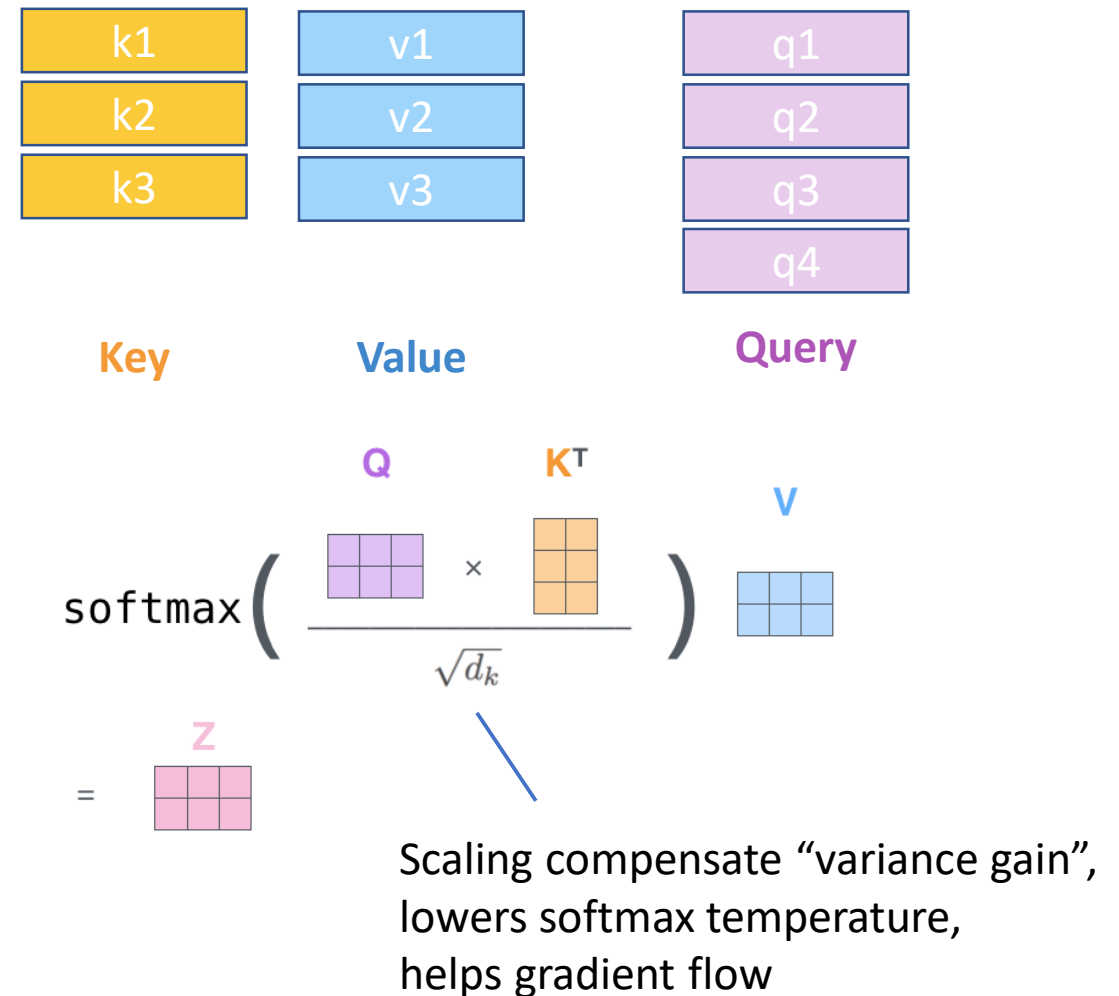 k1 v1 q1
k2 v2 q2
k3 v3 q3
q4
Key Value Query
Q Kᵀ V
softmax( × )
√dₖ
Z
=
Scaling compensate “variance gain”,
lowers softmax temperature,
helps gradient flow